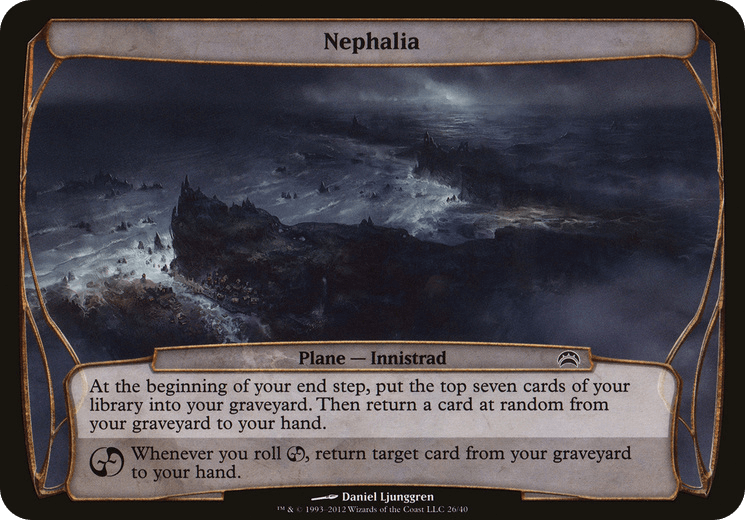 Nephalia
Plane — Innistrad
At the beginning of your end step, put the top seven cards of your
library into your graveyard. Then return a card at random from
your graveyard to your hand.
Whenever you roll , return target card from your graveyard
to your hand.
Daniel Ljunggren
™ & © 1993–2012 Wizards of the Coast LLC 26/40